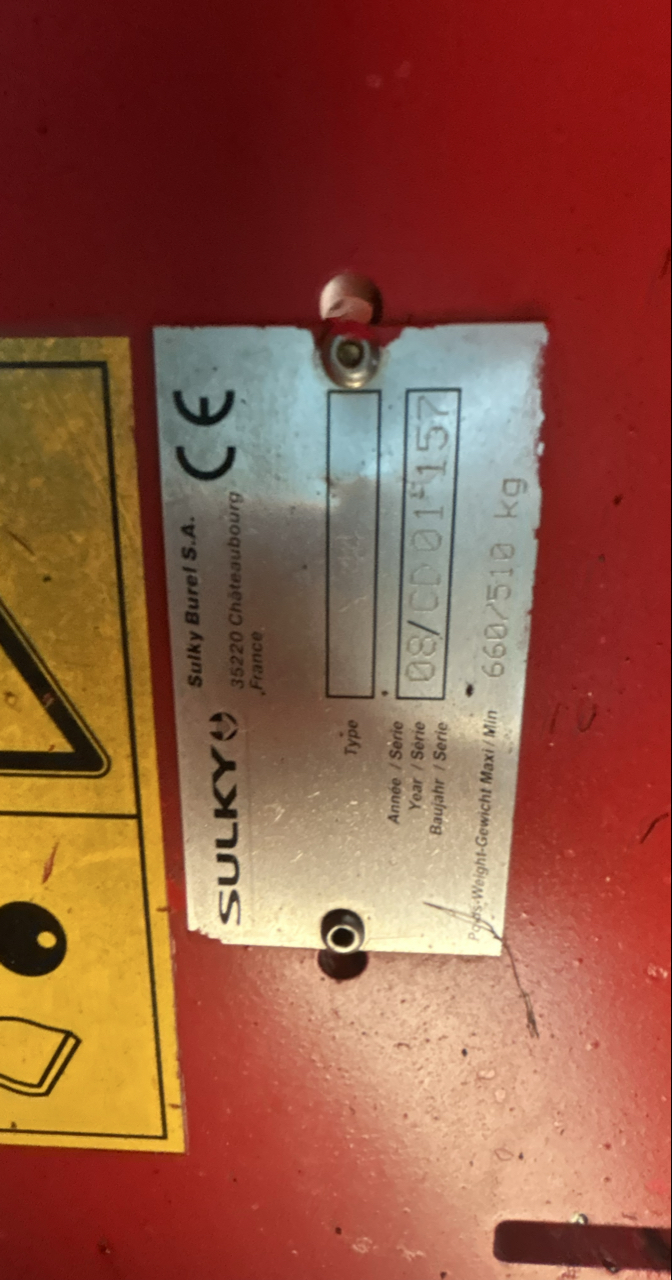 SULKY
Sulky Burel S.A.
35220 Châteaubourg
France
CE
Type
Année / Série
Year / Série
Baujahr / Serie
08/CD01-157
Poids-Weight-Gewicht Maxi / Min 660/510 kg